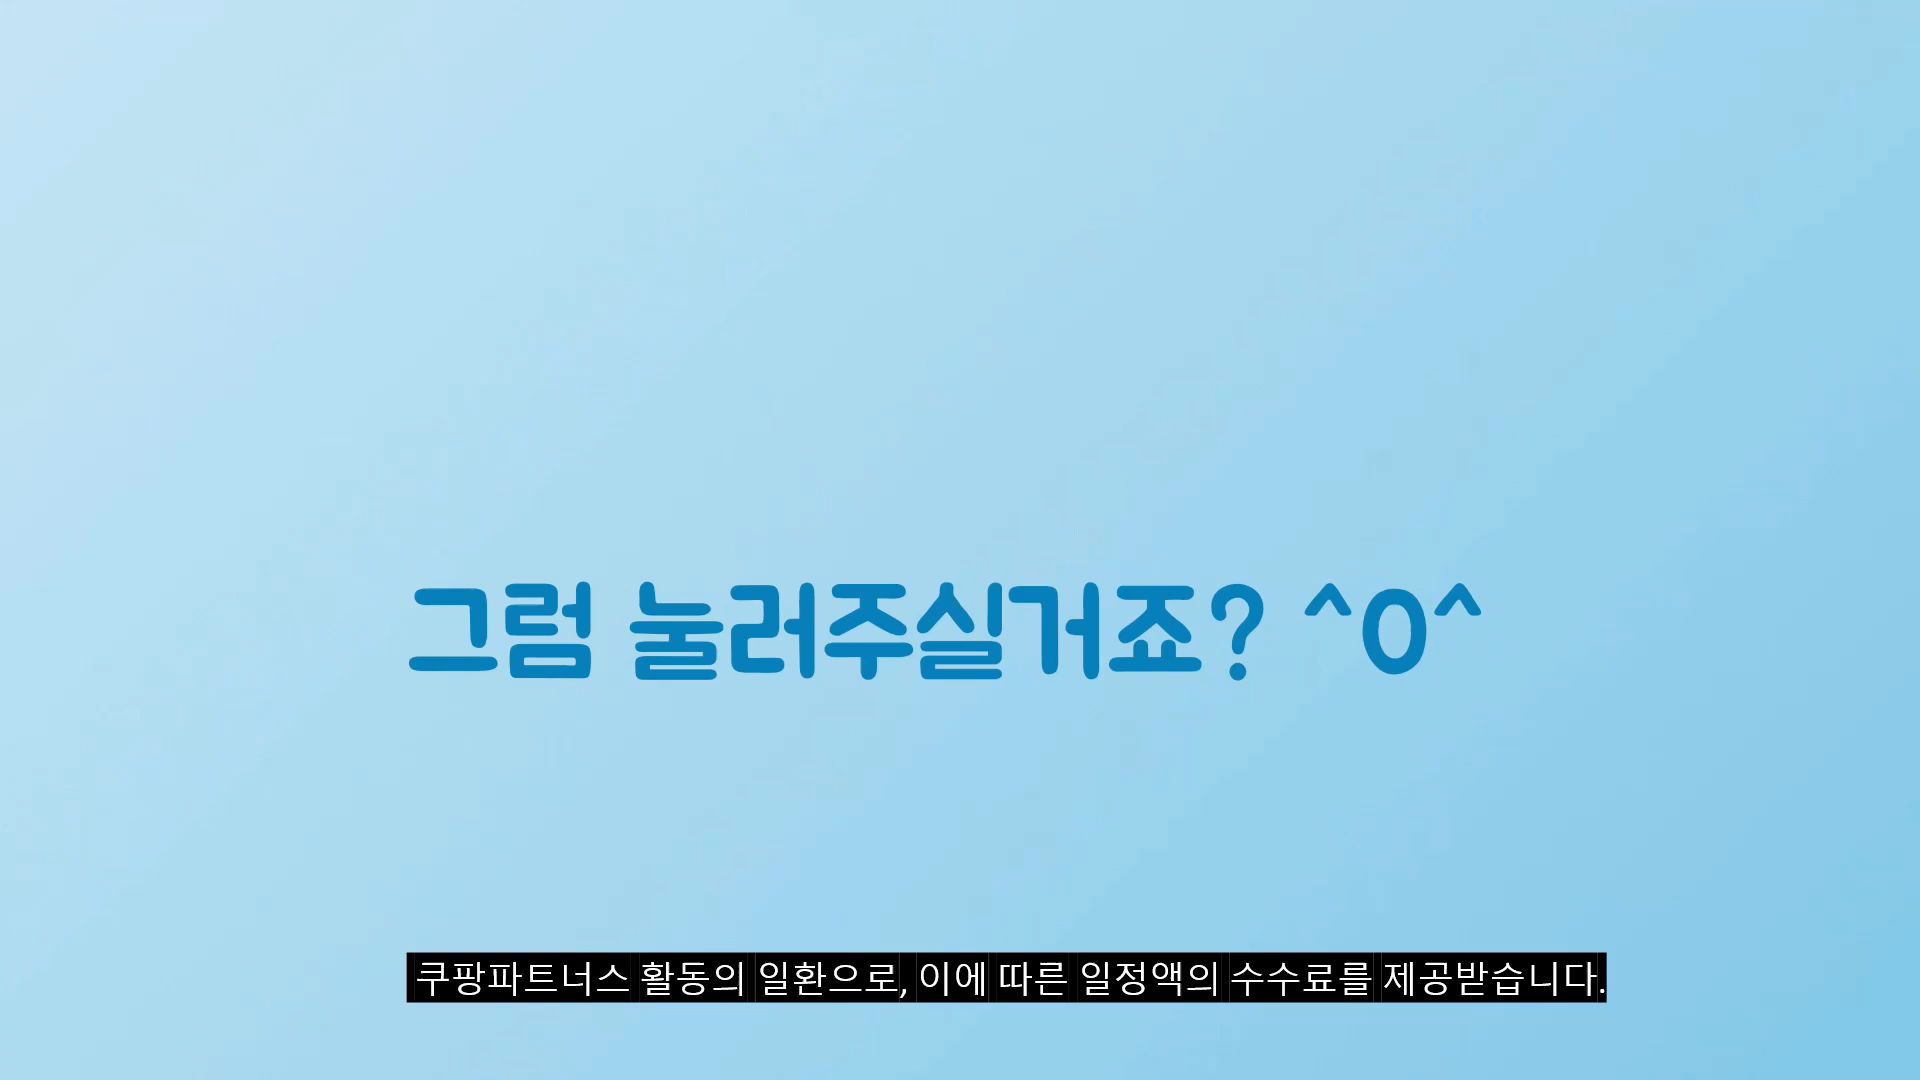 그럼 눌러주실거죠? ^0^
쿠팡파트너스 활동의 일환으로, 이에 따른 일정액의 수수료를 제공받습니다.